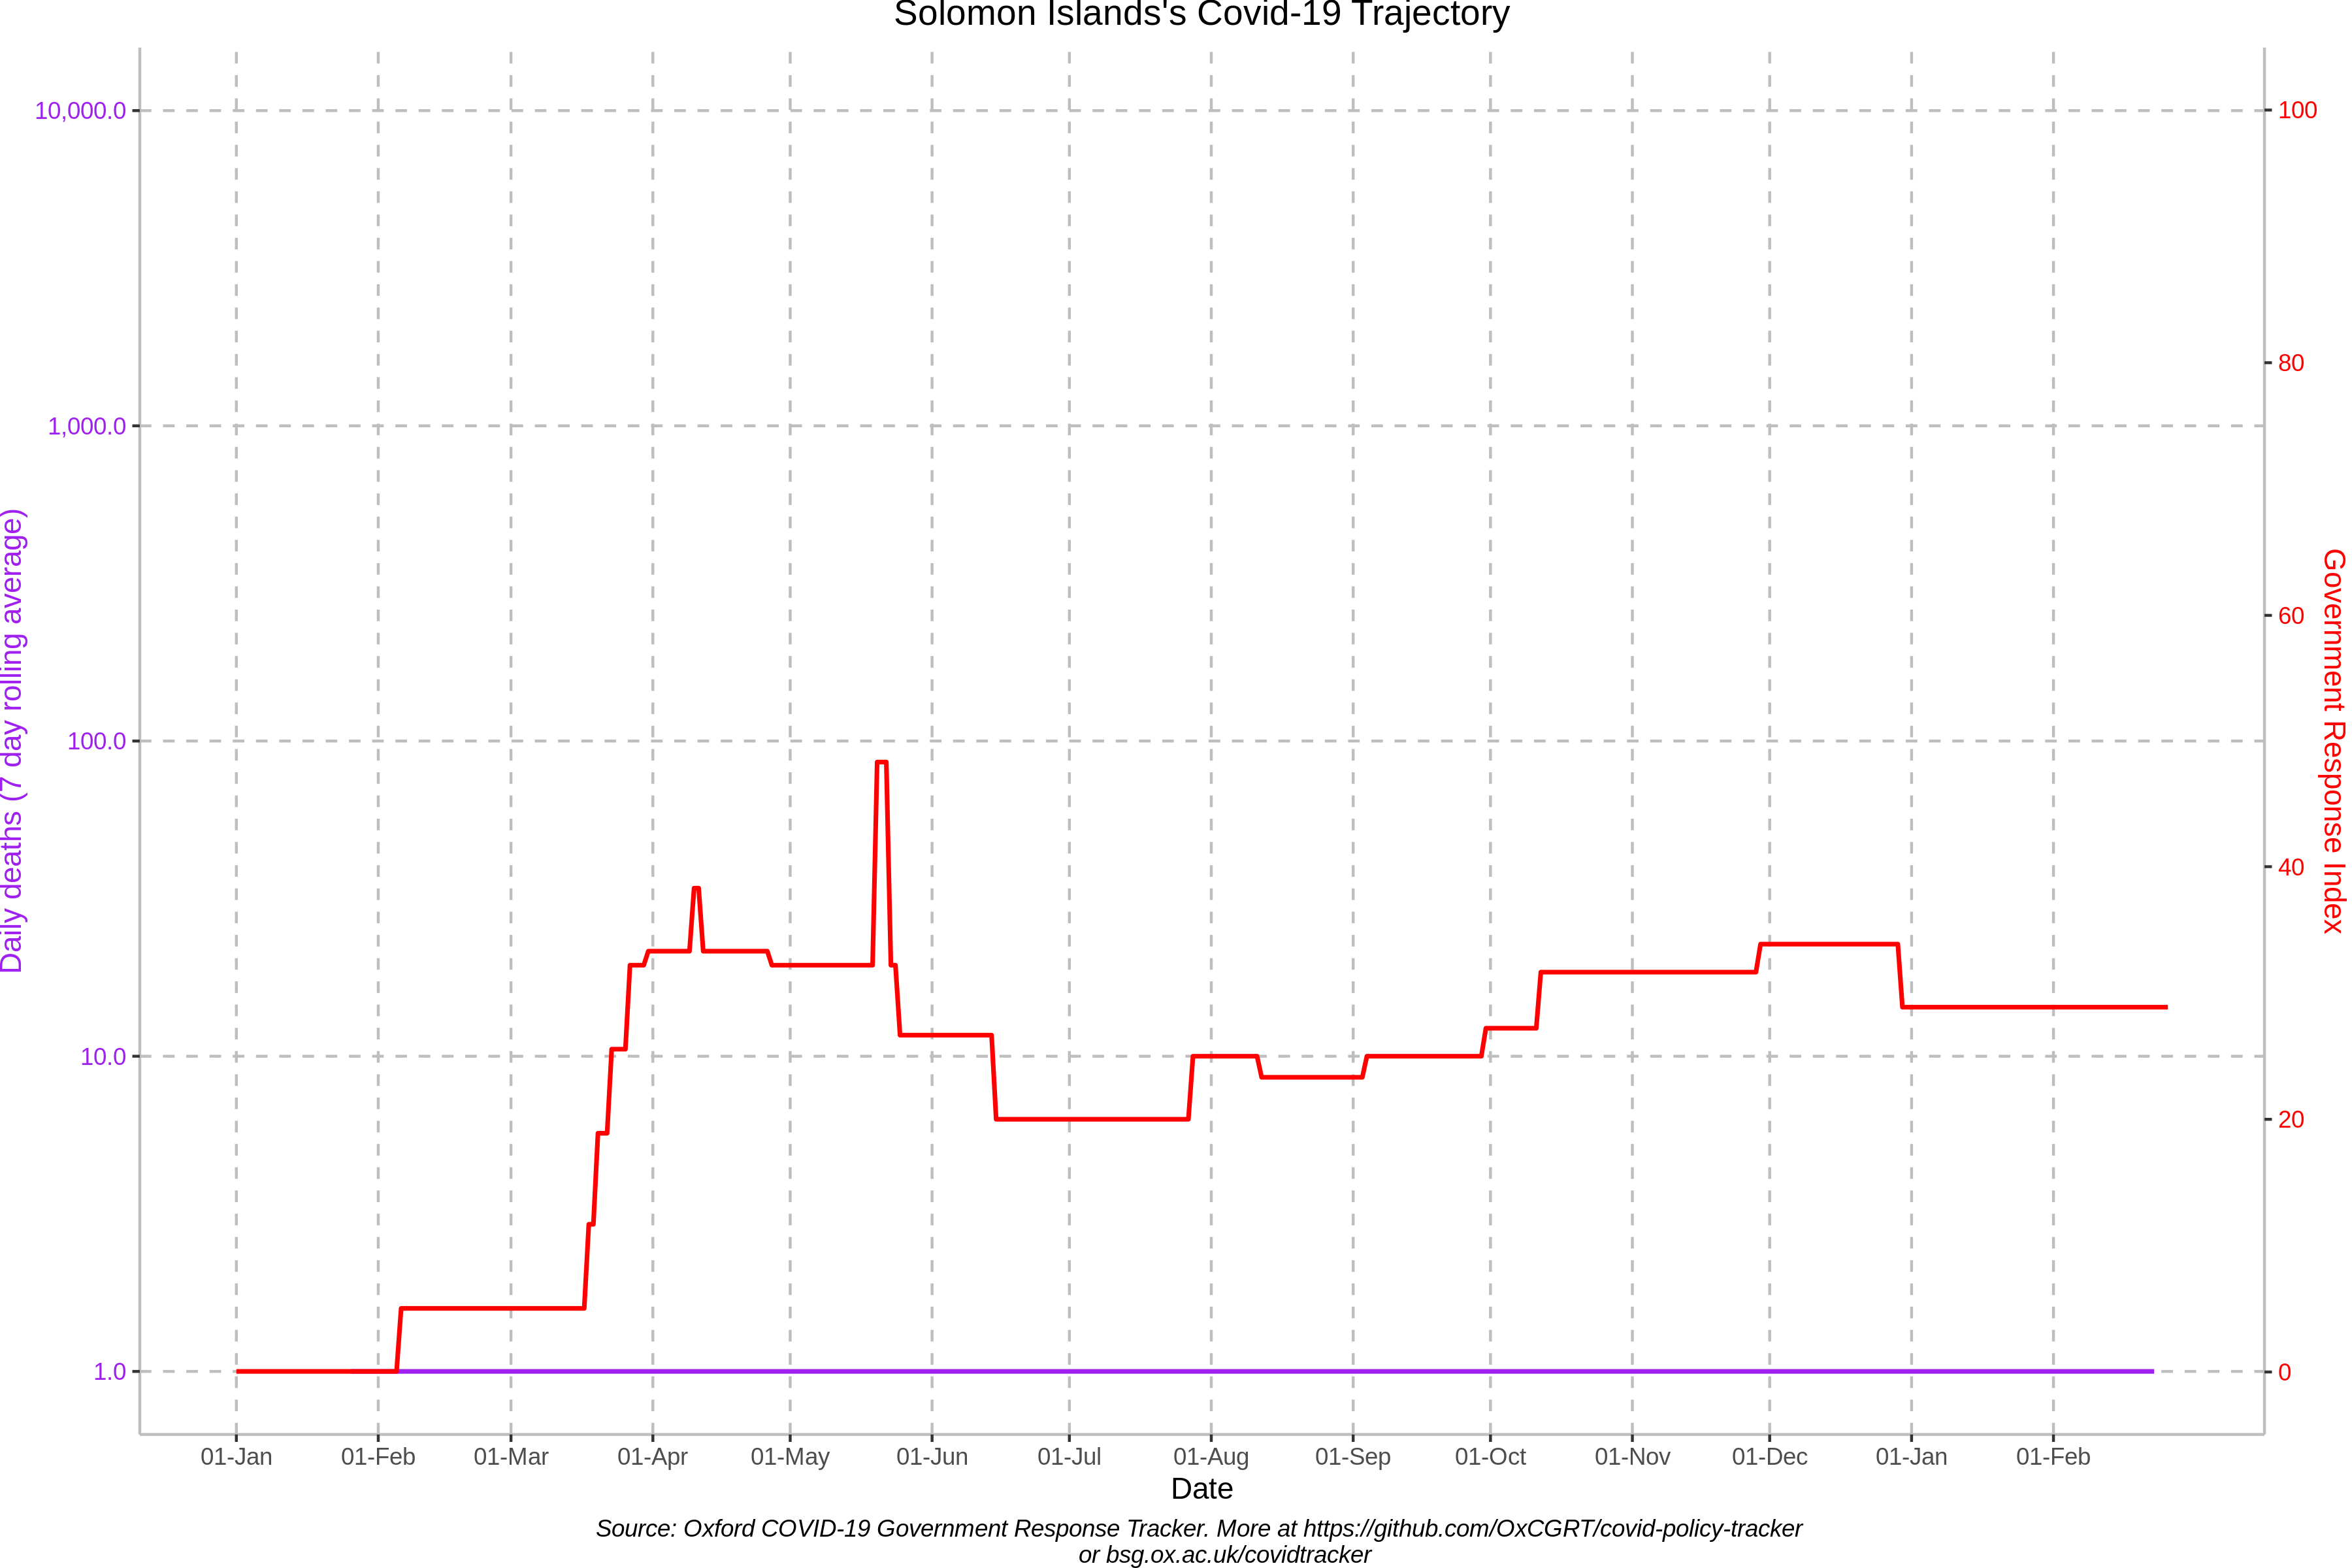 Solomon Islands's Covid-19 Trajectory
10,000.0
1,000.0
100.0
10.0
1.0
Daily deaths (7 day rolling average)
100
80
60
40
20
0
Government Response Index
01-Jan
01-Feb
01-Mar
01-Apr
01-May
01-Jun
01-Jul
01-Aug
01-Sep
01-Oct
01-Nov
01-Dec
01-Jan
01-Feb
Date
Source: Oxford COVID-19 Government Response Tracker. More at https://github.com/OxCGRT/covid-policy-tracker
or bsg.ox.ac.uk/covidtracker